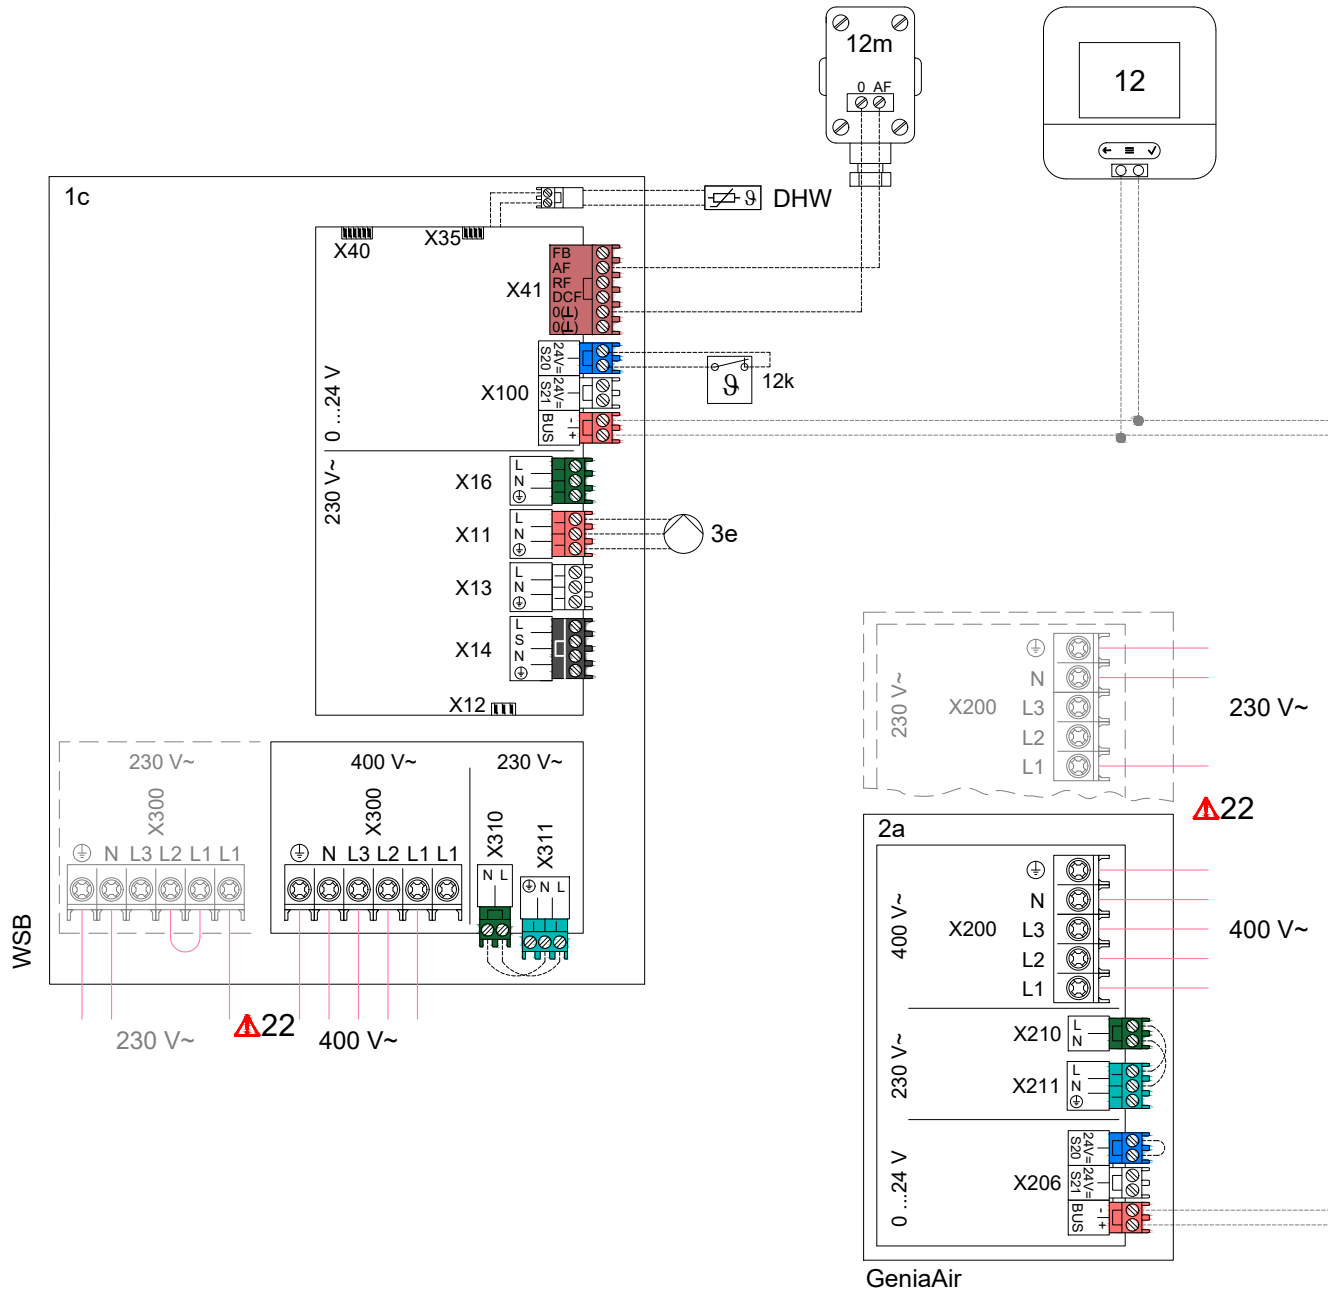 12m
0 AF
12
1c
DHW
X40
X35
X41
FB
AF
RF
DCF
0(⊥)
0(⊥)
0 ...24 V
X100
S20
24V=
S21
24V=
BUS
- +
12k
230 V~
X16
L
N
X11
L
N
3e
X13
L
N
X14
L
S
N
X12
230 V~
X300
N L3 L2 L1 L1
400 V~
X300
N L3 L2 L1 L1
230 V~
X310
N L
X311
N L
WSB
230 V~
22
400 V~
230 V~
X200
N
L3
L2
L1
230 V~
22
2a
400 V~
X200
N
L3
L2
L1
400 V~
230 V~
X210
L
N
X211
L
N
0 ...24 V
X206
S20
24V=
S21
24V=
BUS
- +
GeniaAir